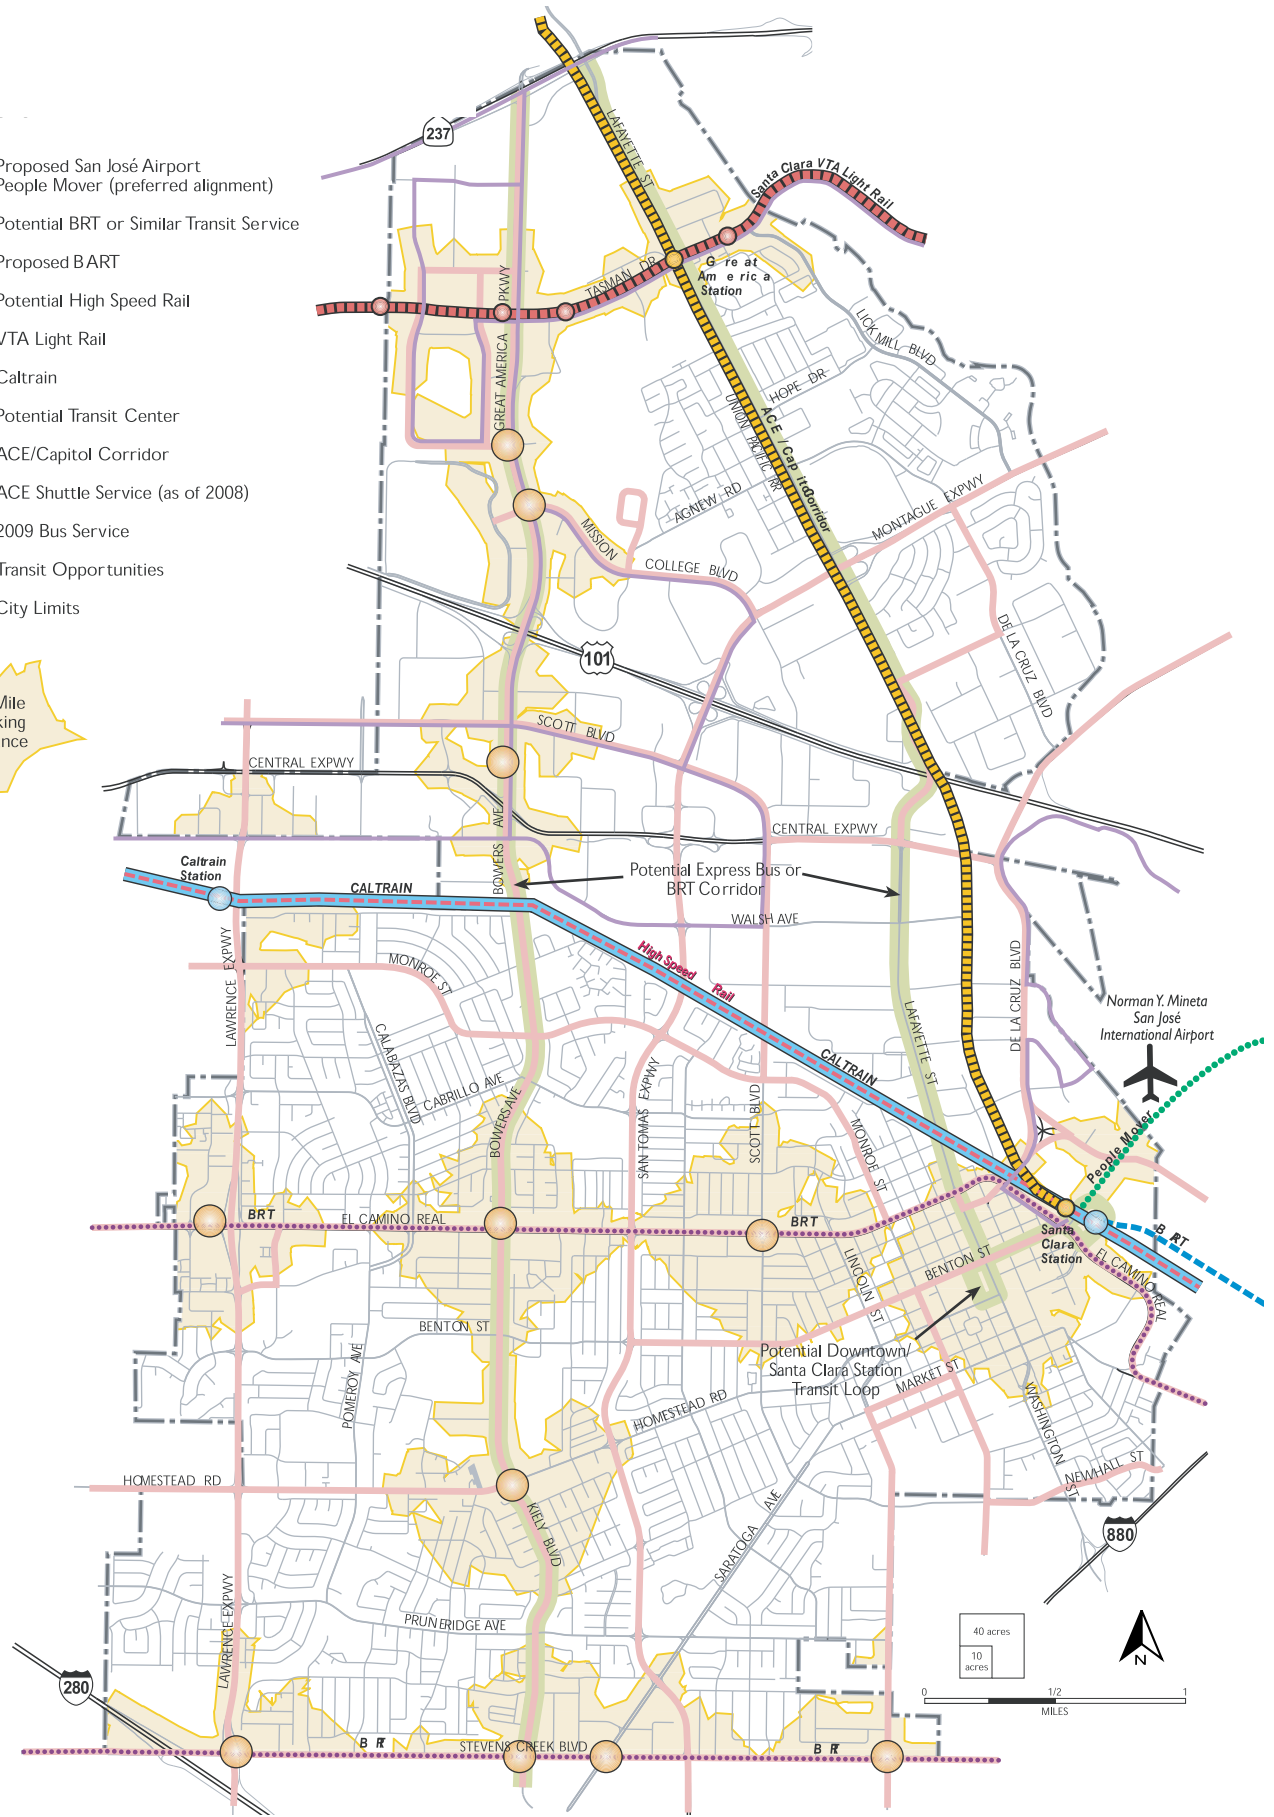 Proposed San José Airport
People Mover (preferred alignment)
Potential BRT or Similar Transit Service
Proposed BART
Potential High Speed Rail
VTA Light Rail
Caltrain
Potential Transit Center
ACE/Capitol Corridor
ACE Shuttle Service (as of 2008)
2009 Bus Service
Transit Opportunities
City Limits
Mile
237
LAFAYETTE ST
Santa Clara VTA Light Rail
Great
America
Station
TASMAN DR
GREAT AMERICA PKWY
LICK MILL BLVD
HOPE DR
UNION PACIFIC RR
ACE / Capitol Corridor
AGNEW RD
MONTAGUE EXPWY
MISSION
COLLEGE BLVD
DE LA CRUZ BLVD
101
SCOTT BLVD
CENTRAL EXPWY
BOWERS AVE
CENTRAL EXPWY
Caltrain
Station
CALTRAIN
Potential Express Bus or
BRT Corridor
WALSH AVE
LAWRENCE EXPWY
MONROE ST
High Speed Rail
DE LA CRUZ BLVD
Norman Y. Mineta
San José
International Airport
LAFAYETTE ST
CALTRAIN
CALABAZAS BLVD
CABRILLO AVE
BOWERS AVE
SAN TOMAS EXPWY
SCOTT BLVD
MONROE ST
People Mover
BRT
EL CAMINO REAL
BRT
Santa
Clara
Station
BART
EL CAMINO REAL
BENTON ST
LINCOLN ST
BENTON ST
POMEROY AVE
Potential Downtown/
Santa Clara Station
Transit Loop
MARKET ST
HOMESTEAD RD
WASHINGTON ST
HOMESTEAD RD
NEWHALL ST
KIELY BLVD
SARATOGA AVE
880
LAWRENCE EXPWY
PRUNERIDGE AVE
40 acres
10
acres
N
280
0 1/2 1
MILES
BRT
STEVENS CREEK BLVD
BRT